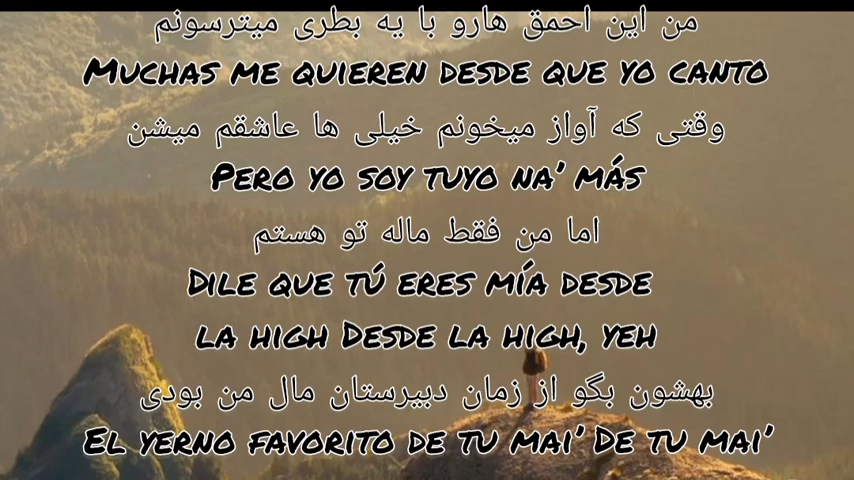 من این احمق هارو با یه بطری میترسونم
MUCHAS ME QUIEREN DESDE QUE YO CANTO
وقتی که آواز میخونم خیلی ها عاشقم میشن
PERO YO SOY TUYO NA' MÁS
اما من فقط ماله تو هستم
DILE QUE TÚ ERES MÍA DESDE
LA HIGH DESDE LA HIGH, YEH
بهشون بگو از زمان دبیرستان مال من بودی
EL YERNO FAVORITO DE TU MAI' DE TU MAI'